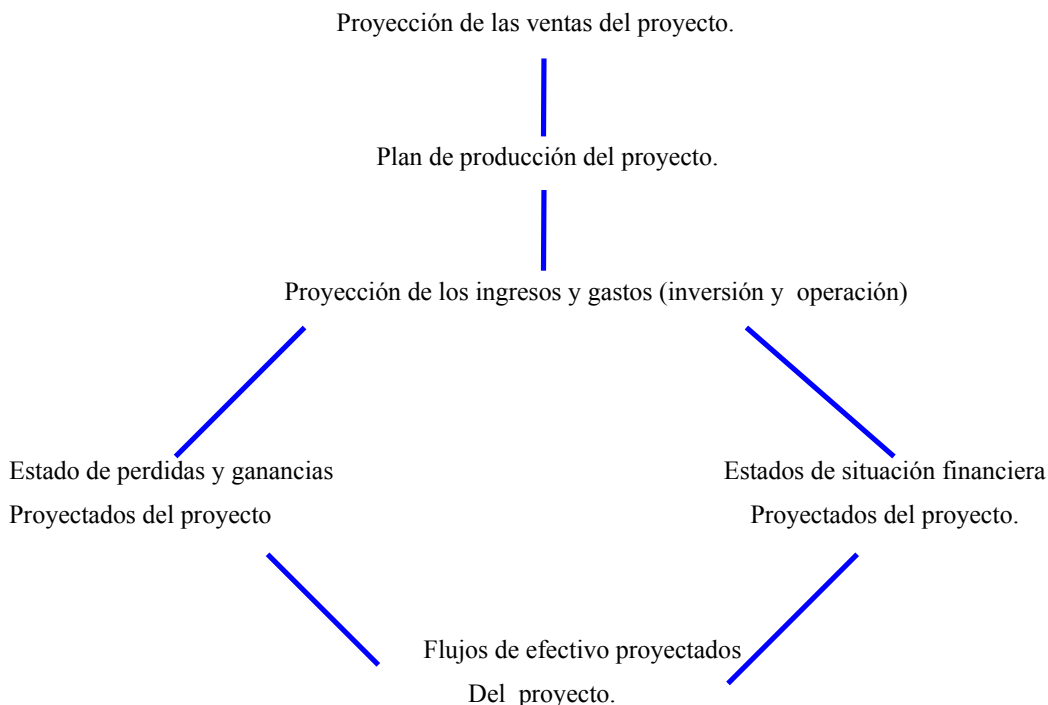 Proyección de las ventas del proyecto.
Plan de producción del proyecto.
Proyección de los ingresos y gastos (inversión y  operación)
Estado de perdidas y ganancias
Proyectados del proyecto
Estados de situación financiera
Proyectados del proyecto.
Flujos de efectivo proyectados
Del  proyecto.